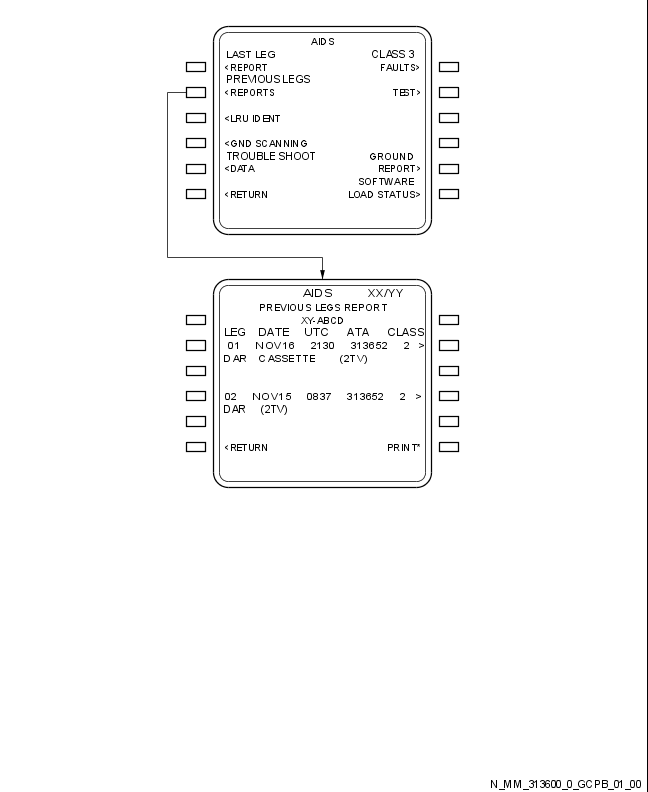 AIDS
LAST LEG CLASS 3
<REPORT FAULTS>
PREVIOUS LEGS
<REPORTS TEST>
<LRU IDENT
<GND SCANNING
TROUBLE SHOOT GROUND
<DATA REPORT>
SOFTWARE
<RETURN LOAD STATUS>
AIDS XX/YY
PREVIOUS LEGS REPORT
XY-ABCD
LEG DATE UTC ATA CLASS
01 NOV16 2130 313652 2 >
DAR CASSETTE (2TV)
02 NOV15 0837 313652 2 >
DAR (2TV)
<RETURN PRINT*
N_MM_313600_0_GCPB_01_00